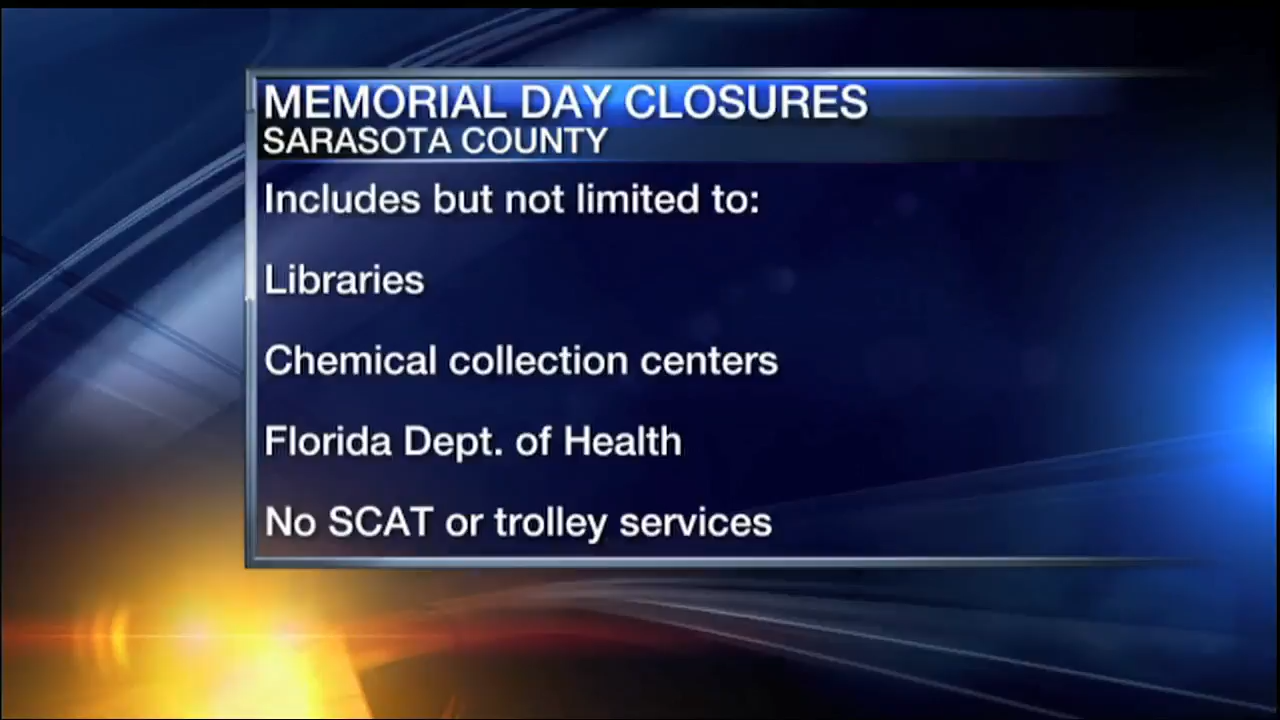 MEMORIAL DAY CLOSURES
SARASOTA COUNTY
Includes but not limited to:
Libraries
Chemical collection centers
Florida Dept. of Health
No SCAT or trolley services